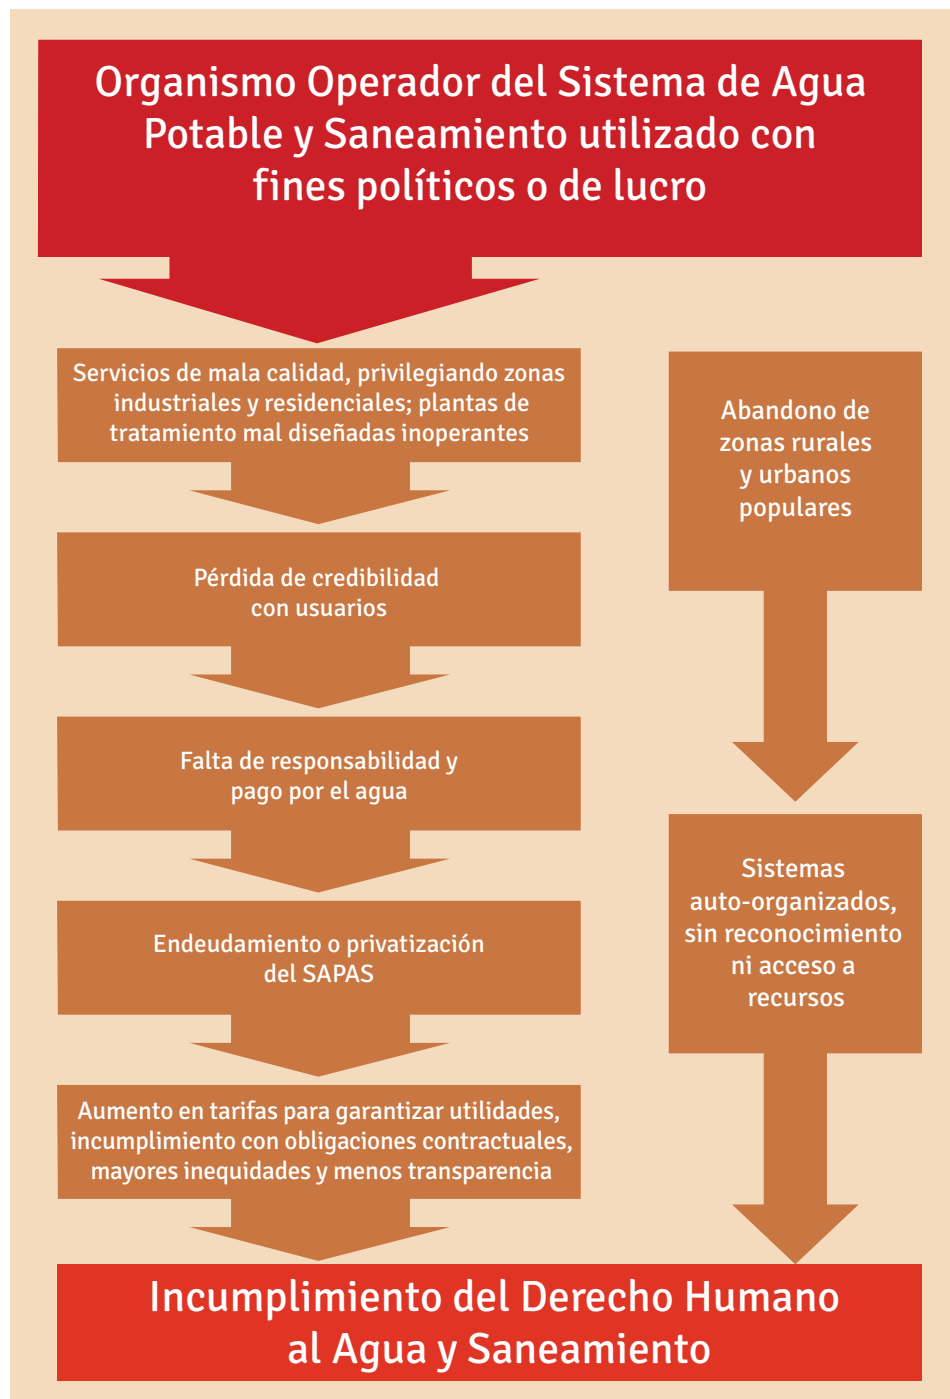 Organismo Operador del Sistema de Agua
Potable y Saneamiento utilizado con
fines políticos o de lucro
Servicios de mala calidad, privilegiando zonas
industriales y residenciales; plantas de
tratamiento mal diseñadas inoperantes
Pérdida de credibilidad
con usuarios
Falta de responsabilidad y
pago por el agua
Endeudamiento o privatización
del SAPAS
Aumento en tarifas para garantizar utilidades,
incumplimiento con obligaciones contractuales,
mayores inequidades y menos transparencia
Abandono de
zonas rurales
y urbanos
populares
Sistemas
auto-organizados,
sin reconocimiento
ni acceso a
recursos
Incumplimiento del Derecho Humano
al Agua y Saneamiento